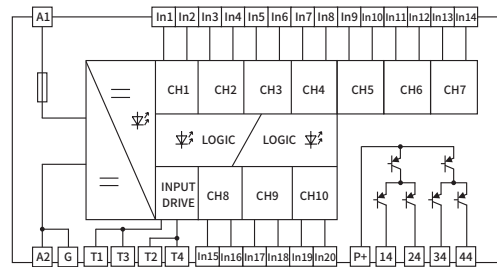 A1 In1 In2 In3 In4 In5 In6 In7 In8 In9 In10 In11 In12 In13 In14
CH1 CH2 CH3 CH4 CH5 CH6 CH7
LOGIC LOGIC
INPUT
DRIVE CH8 CH9 CH10
A2 G T1 T3 T2 T4 In15 In16 In17 In18 In19 In20 P+ 14 24 34 44